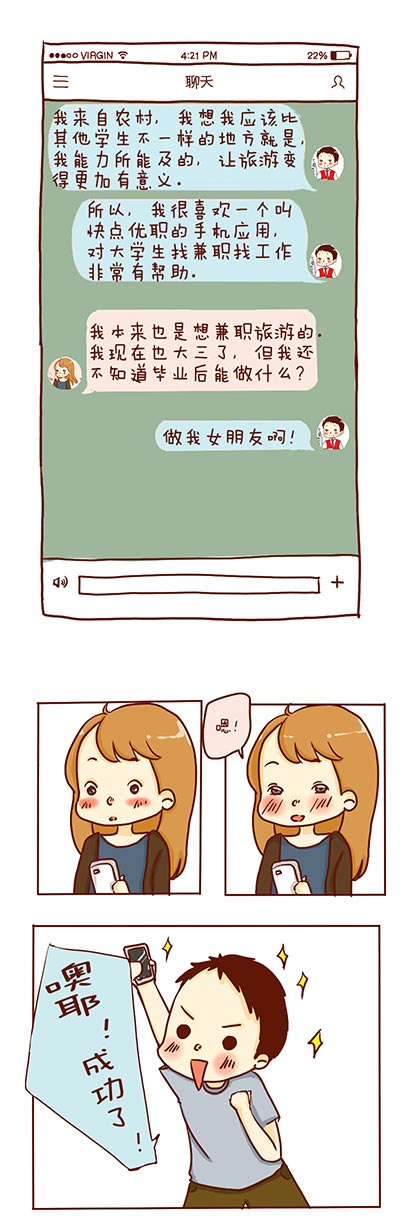 ●●●○○ VIRGIN 4:21 PM 22%
聊天
我来自农村，我想我应该比
其他学生不一样的地方就是，
我能力所能及的，让旅游变
得更加有意义。
所以，我很喜欢一个叫
快点优职的手机应用，
对大学生找兼职找工作
非常有帮助。
我本来也是想兼职旅游的。
我现在也大三了，但我还
不知道毕业后能做什么？
做我女朋友啊！
嗯！
噢耶！
成功了！